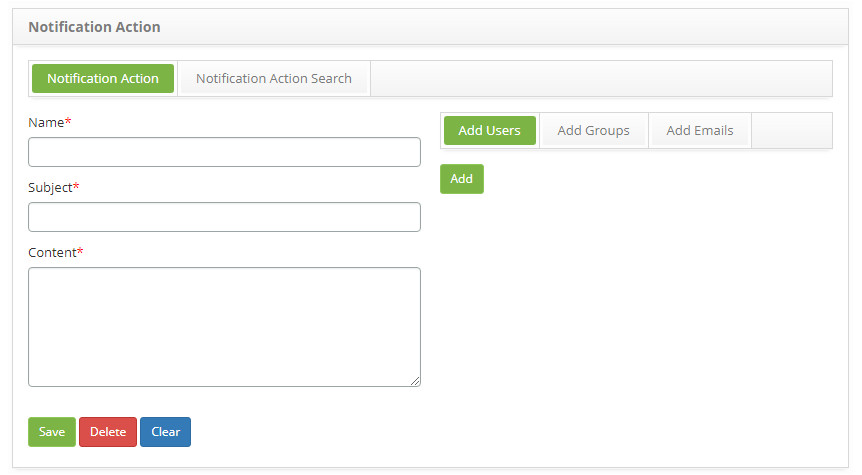 Notification Action
Notification Action Notification Action Search
Name*
Subject*
Content*
Save Delete Clear
Add Users Add Groups Add Emails
Add